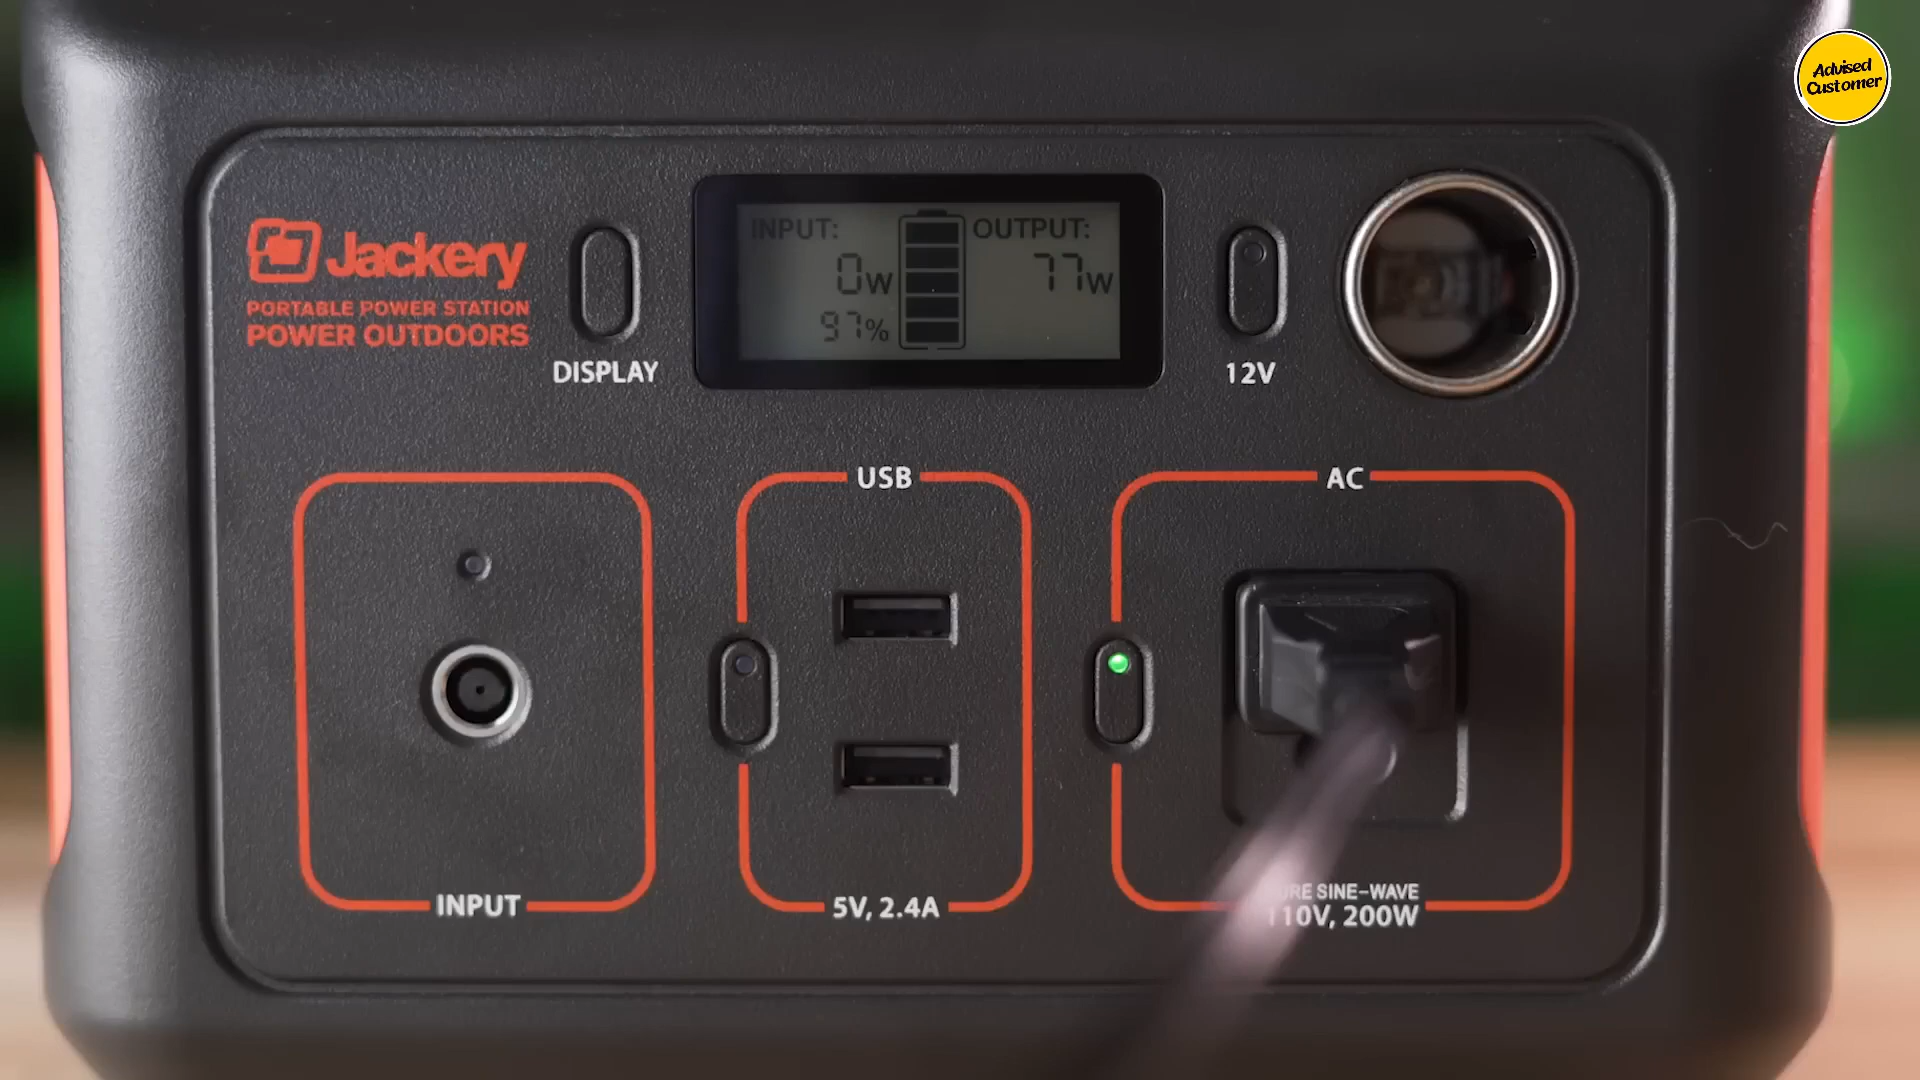 Advised
Customer
Jackery
PORTABLE POWER STATION
POWER OUTDOORS
DISPLAY
INPUT:
0W
97%
OUTPUT:
77W
12V
USB
AC
INPUT
5V, 2.4A
SINE-WAVE
110V, 200W